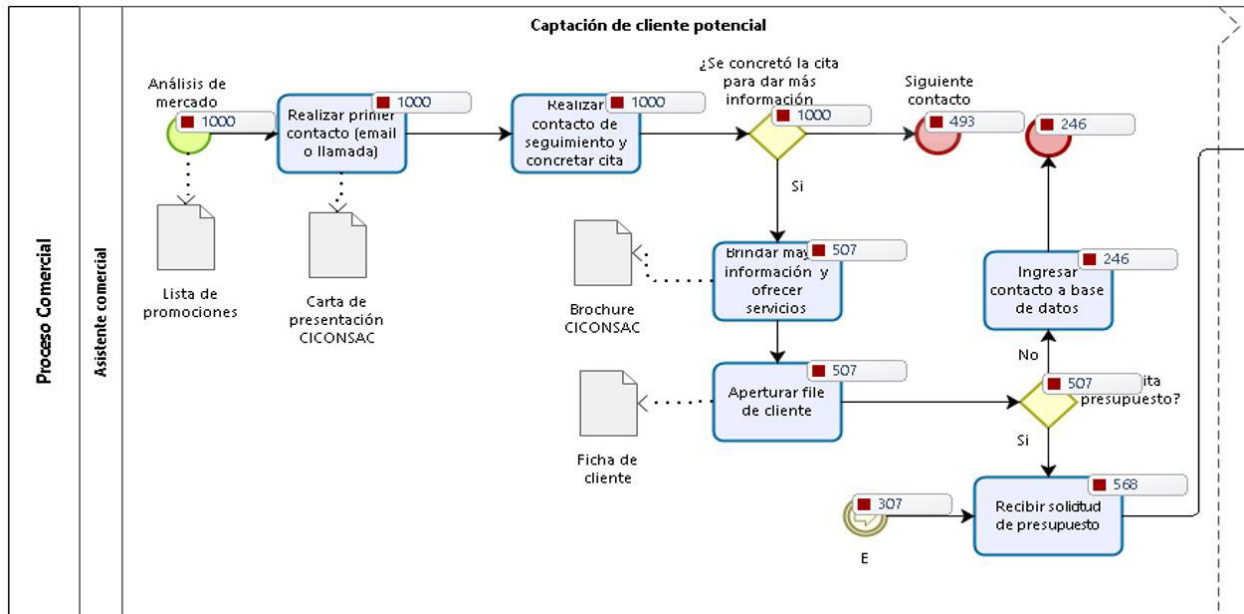 Captación de cliente potencial
Proceso Comercial
Asistente comercial
Análisis de
mercado
1000
Realizar primer
contacto (email
o llamada)
1000
Realizar
contacto de
seguimiento y
concretar cita
1000
¿Se concretó la cita
para dar más
información
1000
Siguiente
contacto
493
246
Si
Lista de
promociones
Carta de
presentación
CICONSAC
Brochure
CICONSAC
Brindar
información y
ofrecer
servicios
507
Ingresar
contacto a base
de datos
246
No
Aperturar file
de cliente
507
507
presupuesto?
Si
Ficha de
cliente
307
E
Recibir solicitud
de presupuesto
568